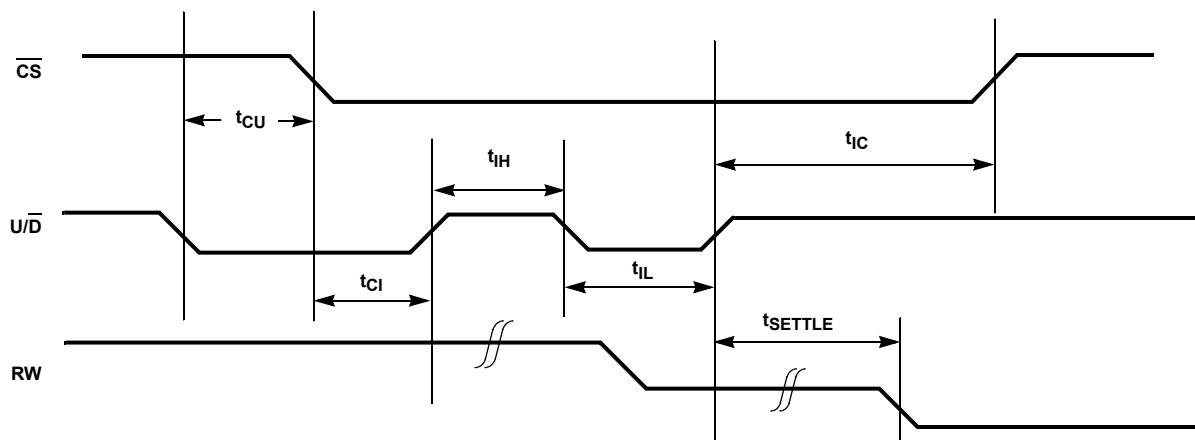 CS
tCU
tIC
tIH
U/D
tCI
tIL
tSETTLE
RW